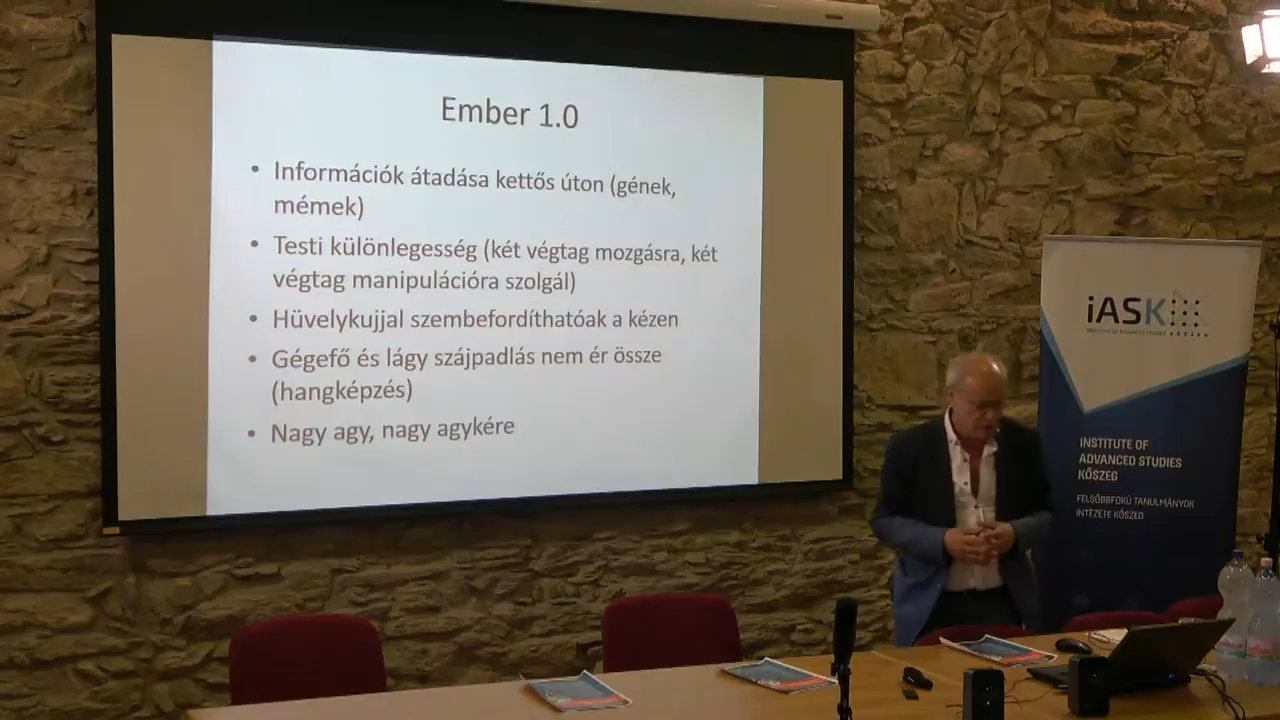 Ember 1.0
• Információk átadása kettős úton (gének,
mémek)
• Testi különlegesség (két végtag mozgásra, két
végtag manipulációra szolgál)
• Hüvelykujjal szembefordíthatóak a kézen
• Gégefő és lágy szájpadlás nem ér össze
(hangképzés)
• Nagy agy, nagy agykére
iASK
INSTITUTE OF
ADVANCED STUDIES
KŐSZEG
FELSŐBBFOKÚ TANULMÁNYOK
INTÉZETE KŐSZEG